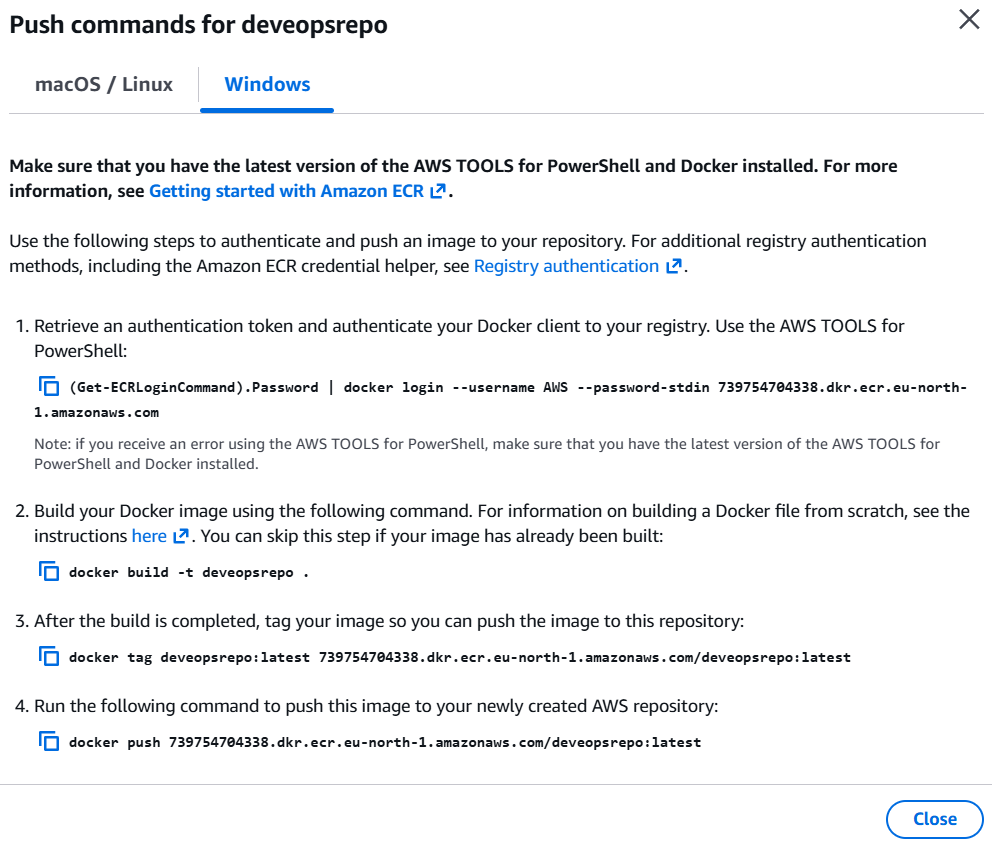 Push commands for deveopsrepo
macOS / Linux
Windows
Make sure that you have the latest version of the AWS TOOLS for PowerShell and Docker installed. For more
information, see Getting started with Amazon ECR.
Use the following steps to authenticate and push an image to your repository. For additional registry authentication
methods, including the Amazon ECR credential helper, see Registry authentication.
1. Retrieve an authentication token and authenticate your Docker client to your registry. Use the AWS TOOLS for
PowerShell:
(Get-ECRLoginCommand).Password | docker login --username AWS --password-stdin 739754704338.dkr.ecr.eu-north-
1.amazonaws.com
Note: if you receive an error using the AWS TOOLS for PowerShell, make sure that you have the latest version of the AWS TOOLS for
PowerShell and Docker installed.
2. Build your Docker image using the following command. For information on building a Docker file from scratch, see the
instructions here. You can skip this step if your image has already been built:
docker build -t deveopsrepo .
3. After the build is completed, tag your image so you can push the image to this repository:
docker tag deveopsrepo:latest 739754704338.dkr.ecr.eu-north-1.amazonaws.com/deveopsrepo:latest
4. Run the following command to push this image to your newly created AWS repository:
docker push 739754704338.dkr.ecr.eu-north-1.amazonaws.com/deveopsrepo:latest
Close